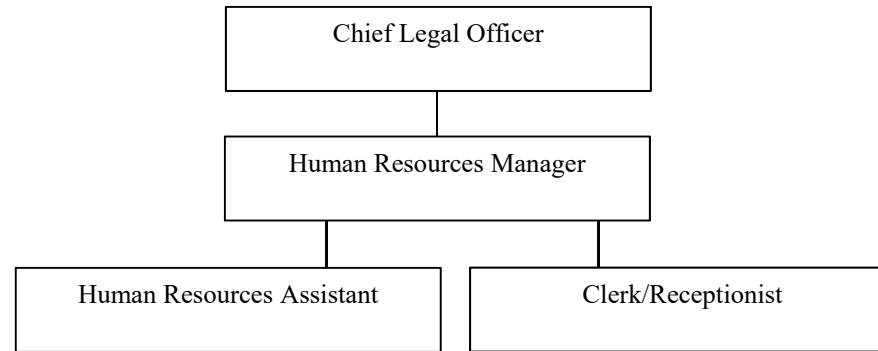 Chief Legal Officer
Human Resources Manager
Human Resources Assistant
Clerk/Receptionist